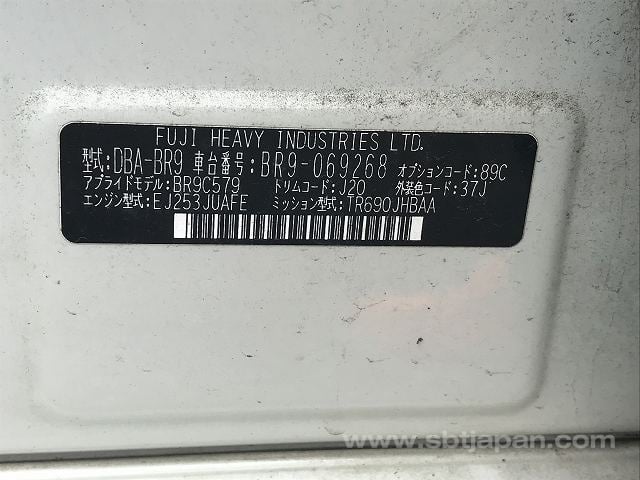 FUJI HEAVY INDUSTRIES LTD.
型式:DBA-BR9 車台番号:BR9-069268 オプションコード:89C
アプライドモデル:BR9C579 トリムコード:J20 外装色コード:37J
エンジン型式:EJ253JUAFE ミッション型式:TR690JHBAA
www.sbtjapan.com